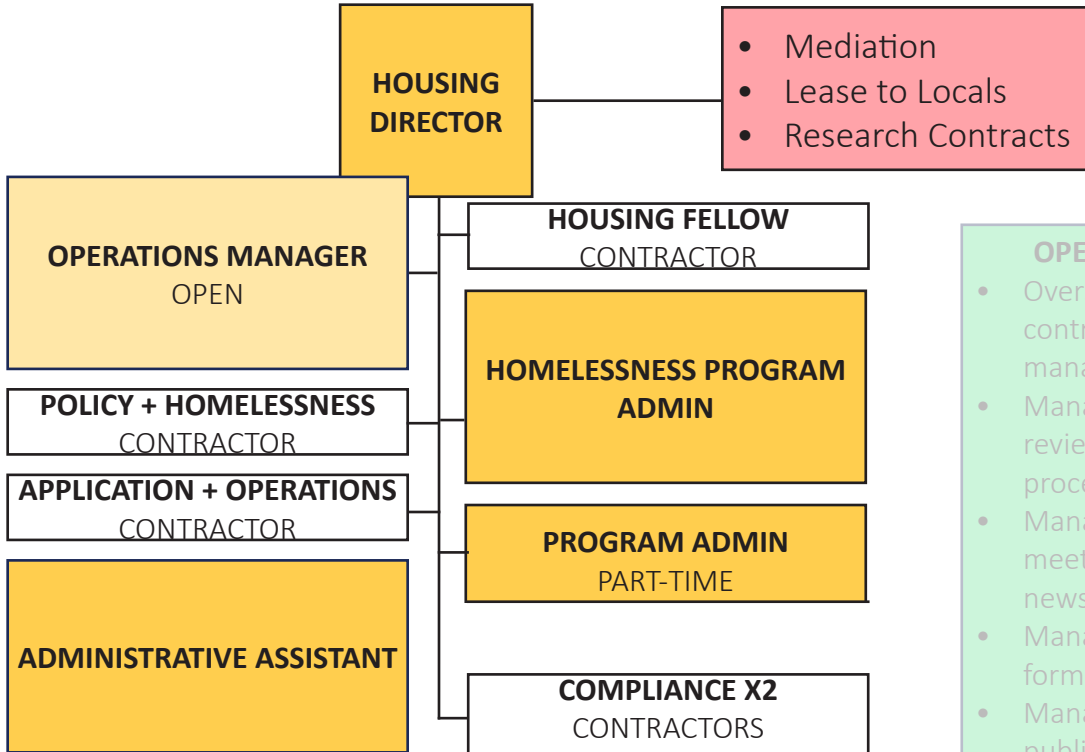 HOUSING
DIRECTOR
• Mediation
• Lease to Locals
• Research Contracts
OPERATIONS MANAGER
OPEN
HOUSING FELLOW
CONTRACTOR
HOMELESSNESS PROGRAM
ADMIN
POLICY + HOMELESSNESS
CONTRACTOR
APPLICATION + OPERATIONS
CONTRACTOR
PROGRAM ADMIN
PART-TIME
ADMINISTRATIVE ASSISTANT
COMPLIANCE X2
CONTRACTORS